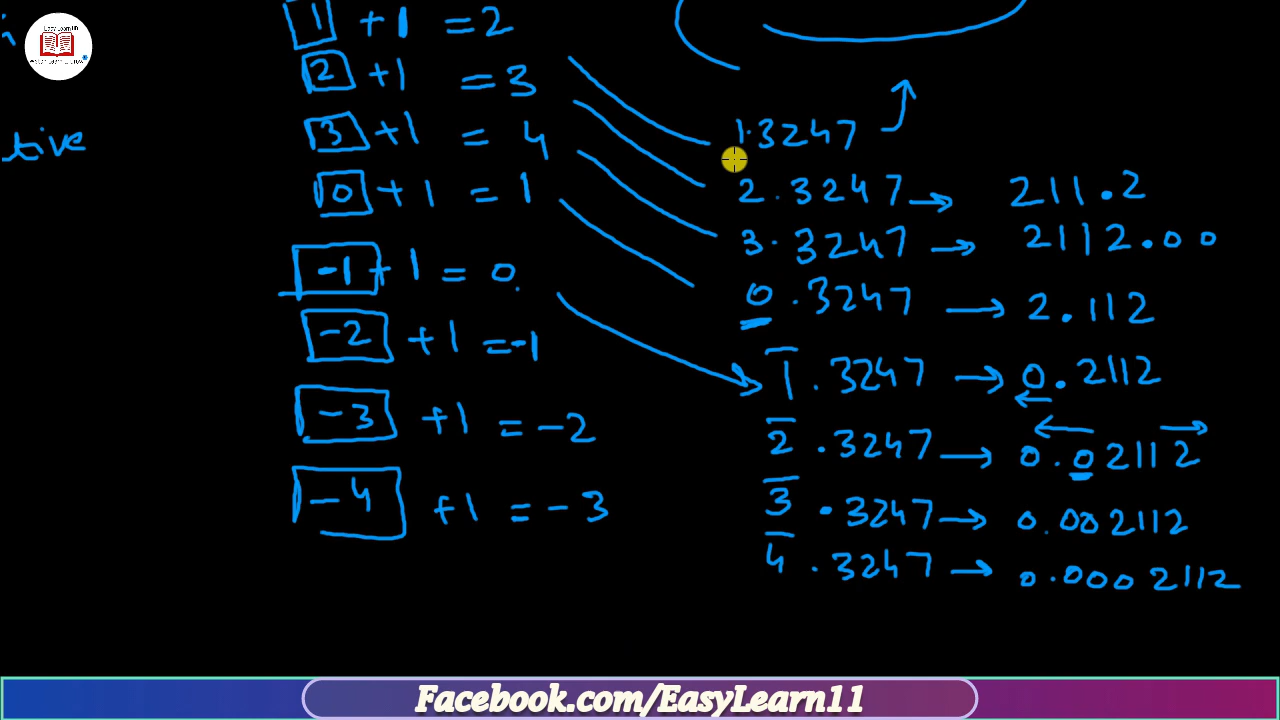 Easy Learn 11
tive
1 +1 =2
2 +1 =3
3 +1 = 4
0 + 1 = 1
-1 + 1 = 0.
-2 +1 =-1
-3 +1 = -2
-4 +1 = -3
1.3247
2.3247 → 211.2
3.3247 → 2112.00
0.3247 → 2.112
1̅.3247 → 0.2112
2̅.3247 → 0.02112
3̅.3247 → 0.002112
4̅.3247 → 0.0002112
Facebook.com/EasyLearn11